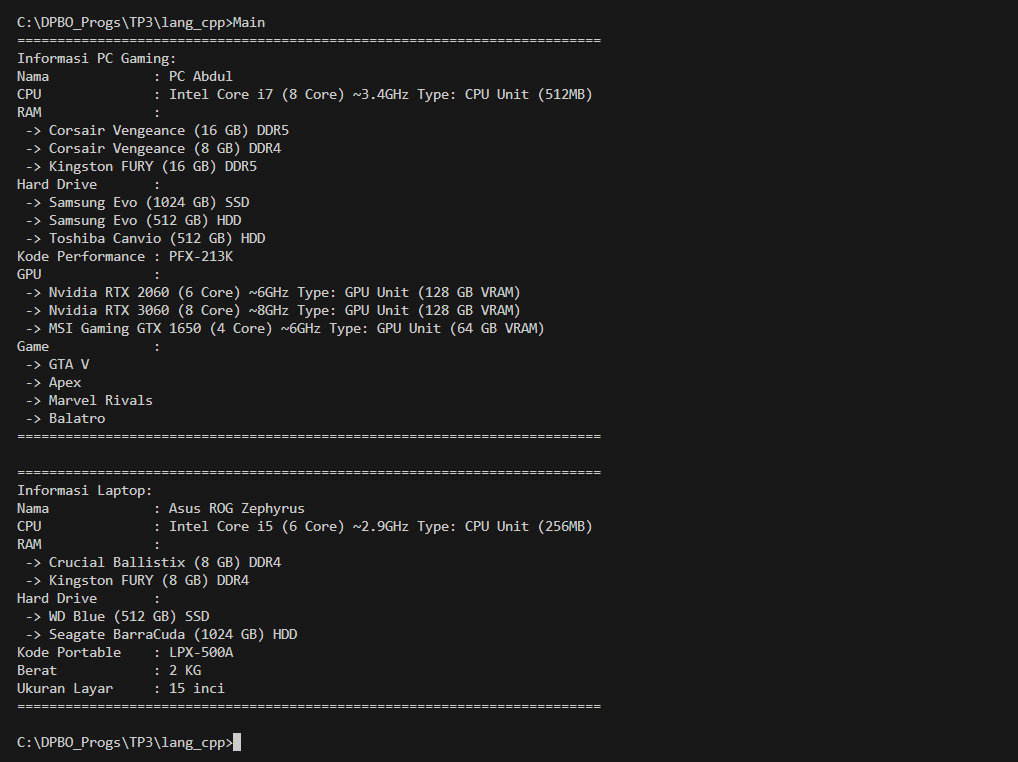 C:\DPBO_Progs\TP3\lang_cpp>Main
=========================================================================
Informasi PC Gaming:
Nama             : PC Abdul
CPU              : Intel Core i7 (8 Core) ~3.4GHz Type: CPU Unit (512MB)
RAM              :
 -> Corsair Vengeance (16 GB) DDR5
 -> Corsair Vengeance (8 GB) DDR4
 -> Kingston FURY (16 GB) DDR5
Hard Drive       :
 -> Samsung Evo (1024 GB) SSD
 -> Samsung Evo (512 GB) HDD
 -> Toshiba Canvio (512 GB) HDD
Kode Performance : PFX-213K
GPU              :
 -> Nvidia RTX 2060 (6 Core) ~6GHz Type: GPU Unit (128 GB VRAM)
 -> Nvidia RTX 3060 (8 Core) ~8GHz Type: GPU Unit (128 GB VRAM)
 -> MSI Gaming GTX 1650 (4 Core) ~6GHz Type: GPU Unit (64 GB VRAM)
Game             :
 -> GTA V
 -> Apex
 -> Marvel Rivals
 -> Balatro
=========================================================================
=========================================================================
Informasi Laptop:
Nama             : Asus ROG Zephyrus
CPU              : Intel Core i5 (6 Core) ~2.9GHz Type: CPU Unit (256MB)
RAM              :
 -> Crucial Ballistix (8 GB) DDR4
 -> Kingston FURY (8 GB) DDR4
Hard Drive       :
 -> WD Blue (512 GB) SSD
 -> Seagate BarraCuda (1024 GB) HDD
Kode Portable    : LPX-500A
Berat            : 2 KG
Ukuran Layar     : 15 inci
=========================================================================
C:\DPBO_Progs\TP3\lang_cpp>